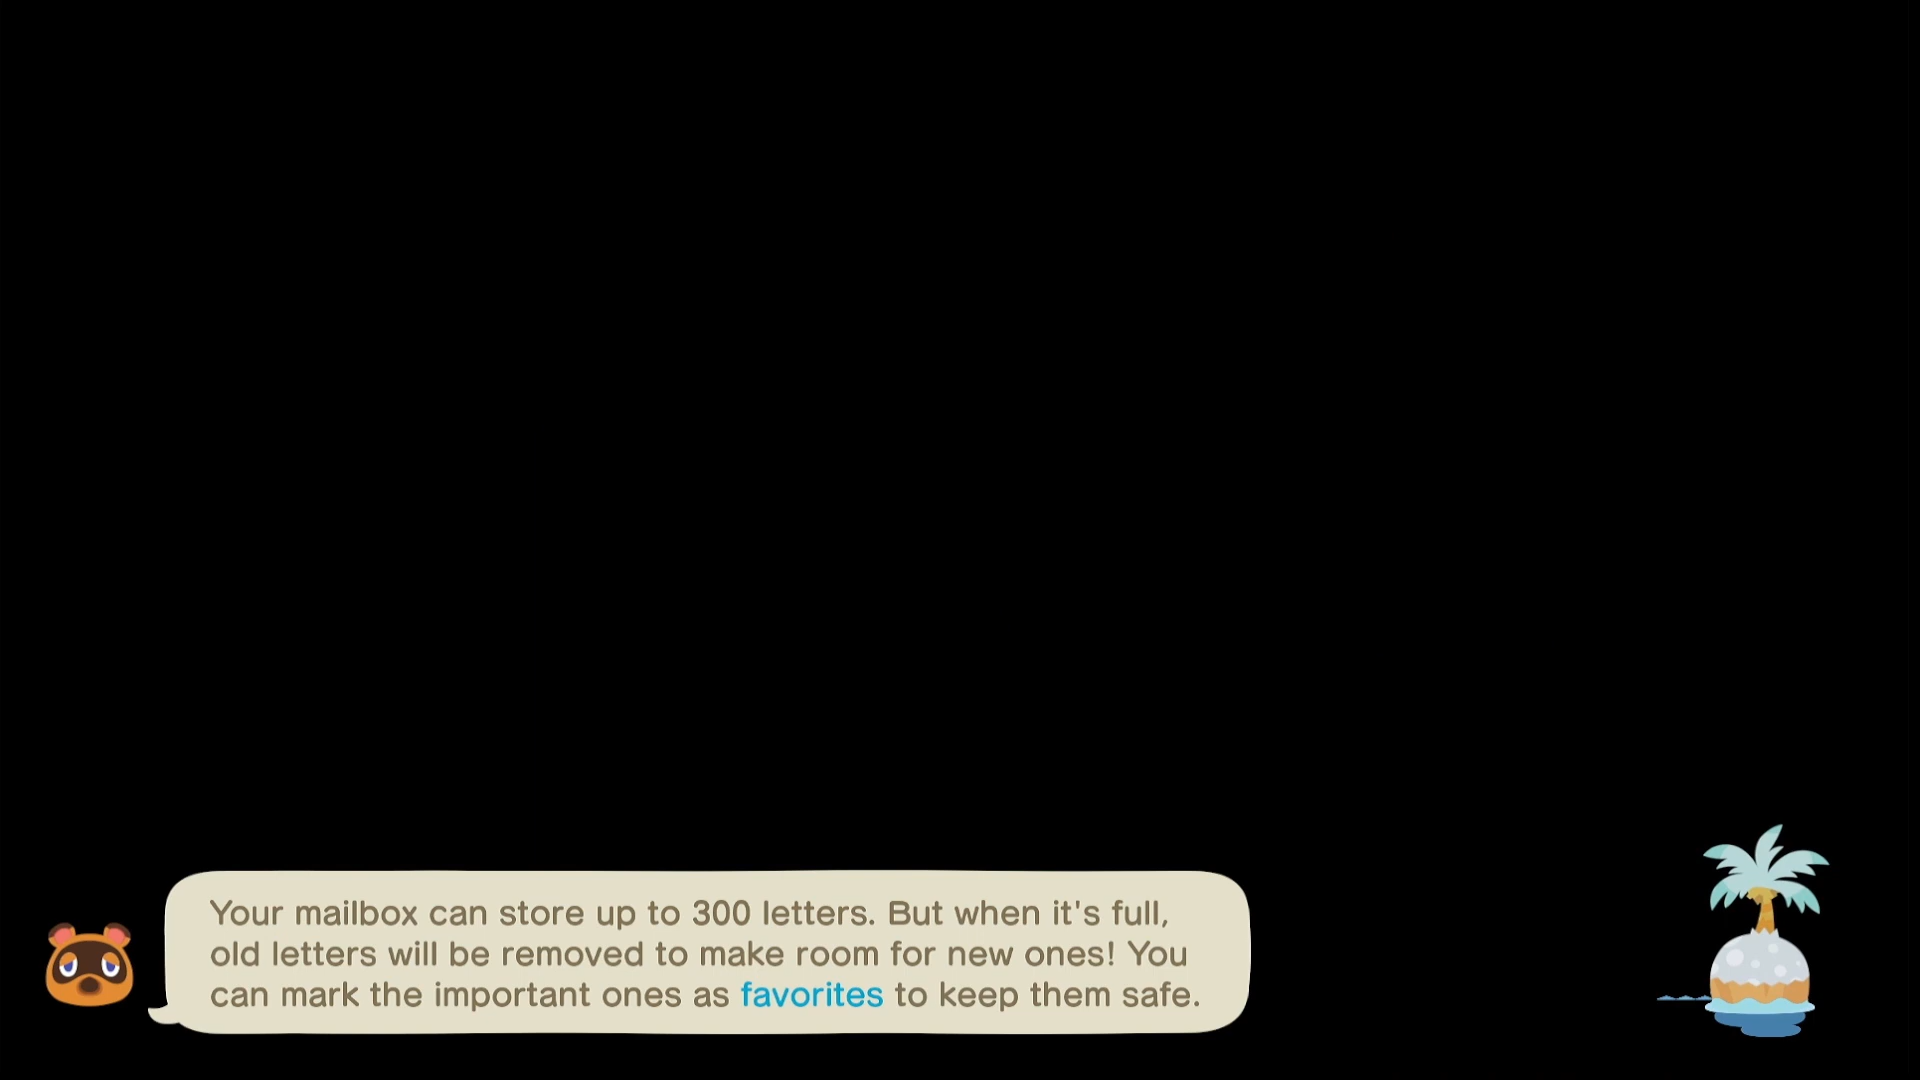 Your mailbox can store up to 300 letters. But when it's full,
old letters will be removed to make room for new ones! You
can mark the important ones as favorites to keep them safe.